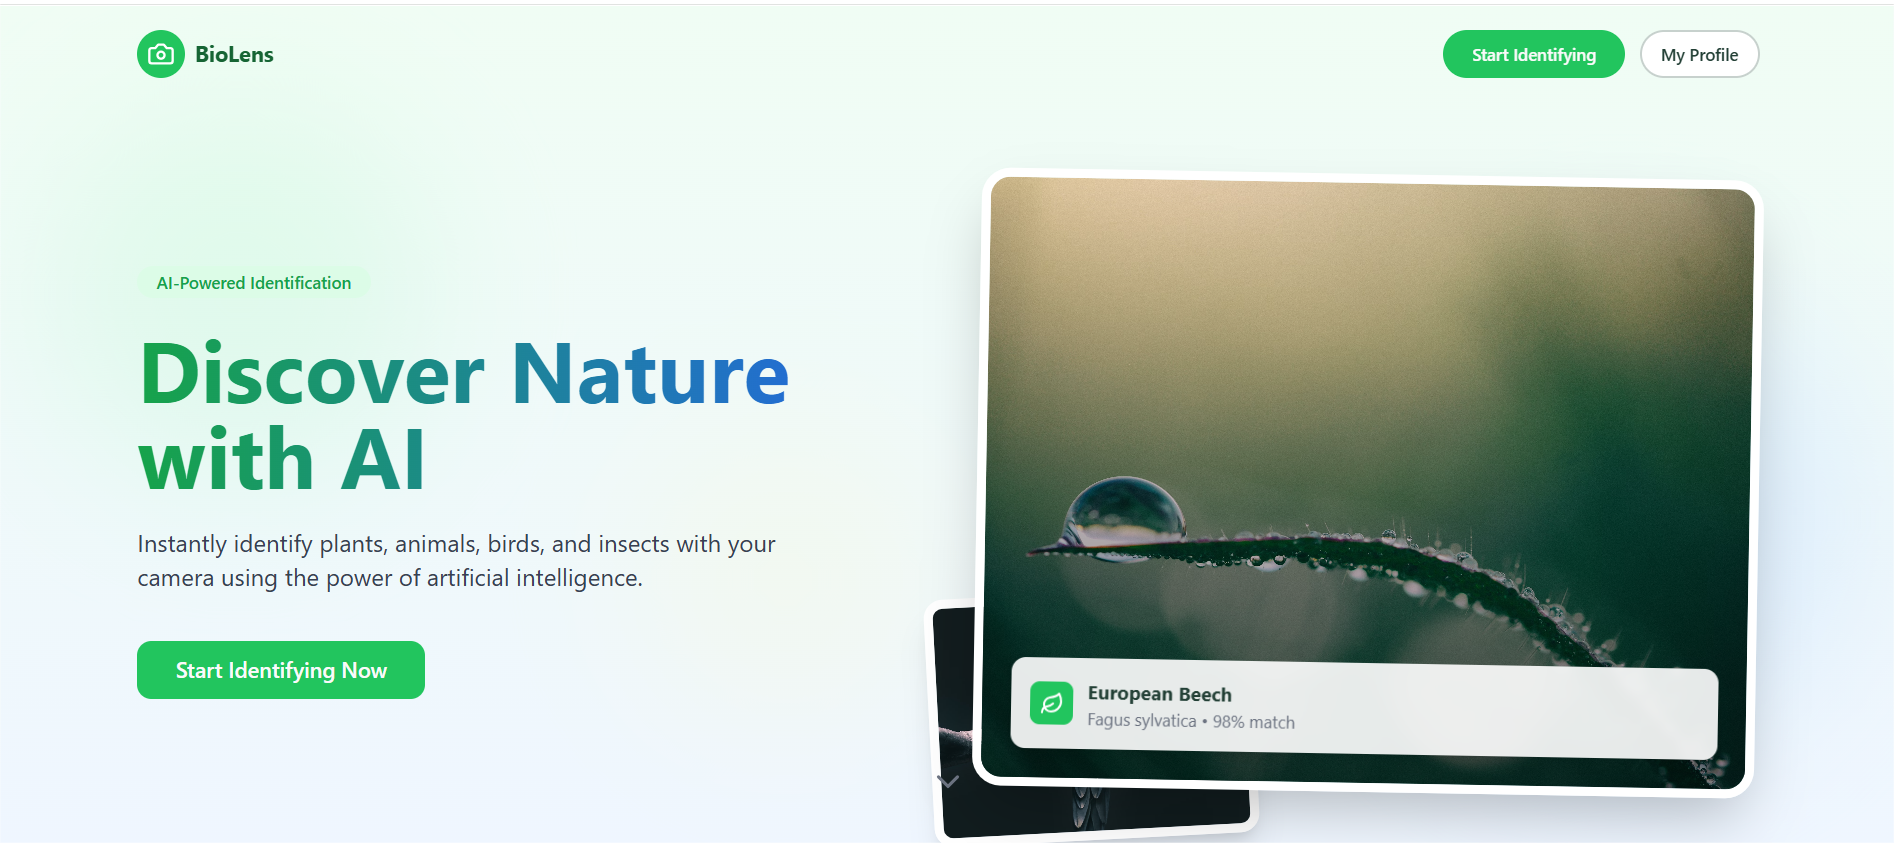 BioLens
Start Identifying
My Profile
AI-Powered Identification
Discover Nature
with AI
Instantly identify plants, animals, birds, and insects with your
camera using the power of artificial intelligence.
Start Identifying Now
European Beech
Fagus sylvatica • 98% match